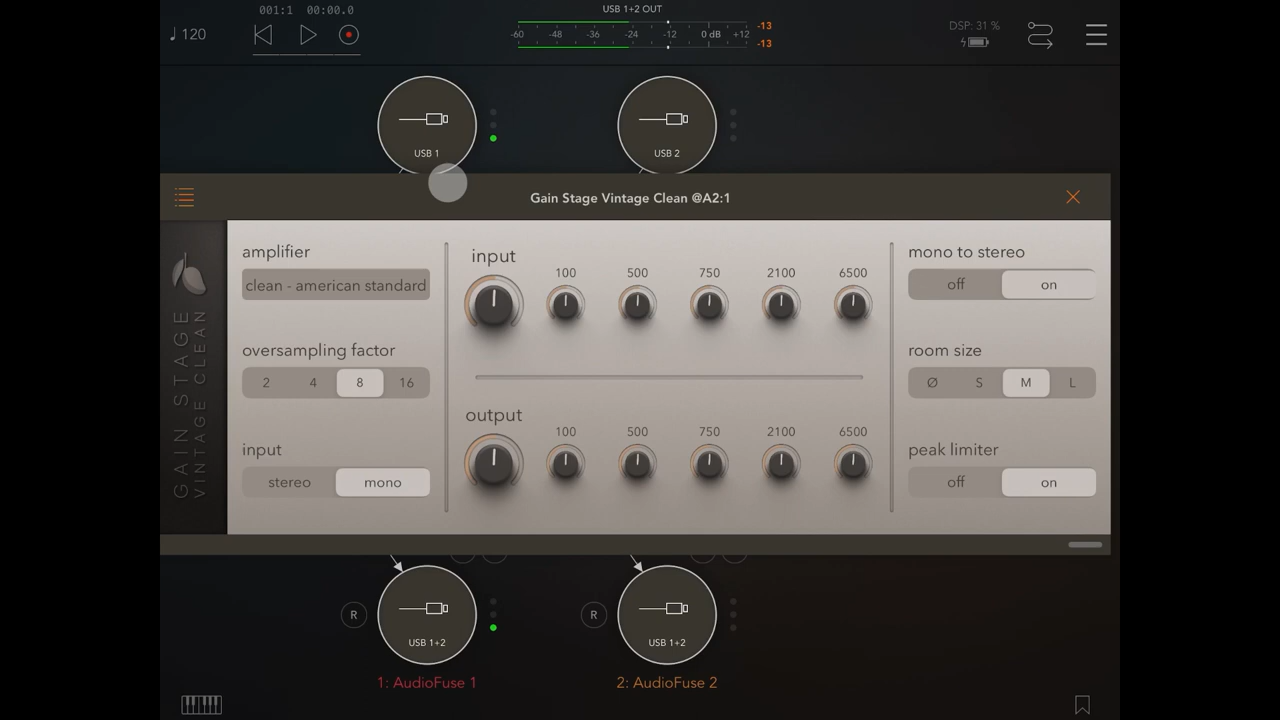 001:1 00:00.0
USB 1+2 OUT
♩ 120
-60 -48 -36 -24 -12 0 dB +12
-13
-13
DSP: 31 %
USB 1
USB 2
Gain Stage Vintage Clean @A2:1
GAIN STAGE
VINTAGE CLEAN
amplifier
clean - american standard
oversampling factor
2 4 8 16
input
stereo mono
input
100 500 750 2100 6500
output
100 500 750 2100 6500
mono to stereo
off on
room size
Ø S M L
peak limiter
off on
R
USB 1+2
R
USB 1+2
1: AudioFuse 1
2: AudioFuse 2